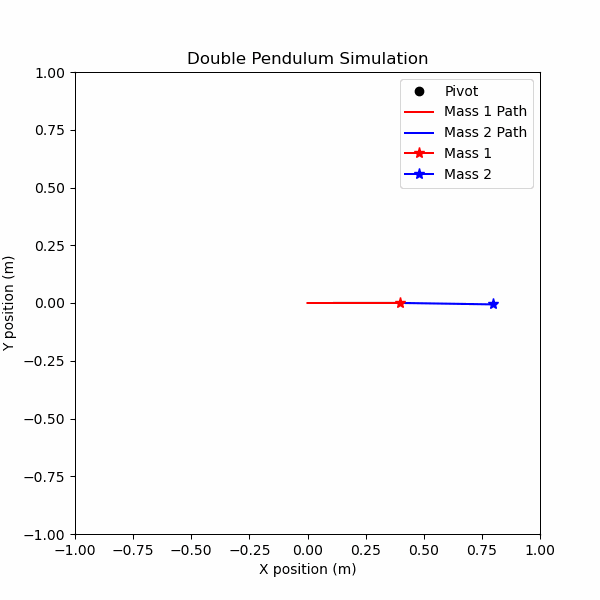 Double Pendulum Simulation
Pivot
Mass 1 Path
Mass 2 Path
Mass 1
Mass 2
1.00
0.75
0.50
0.25
0.00
−0.25
−0.50
−0.75
−1.00
Y position (m)
−1.00 −0.75 −0.50 −0.25 0.00 0.25 0.50 0.75 1.00
X position (m)